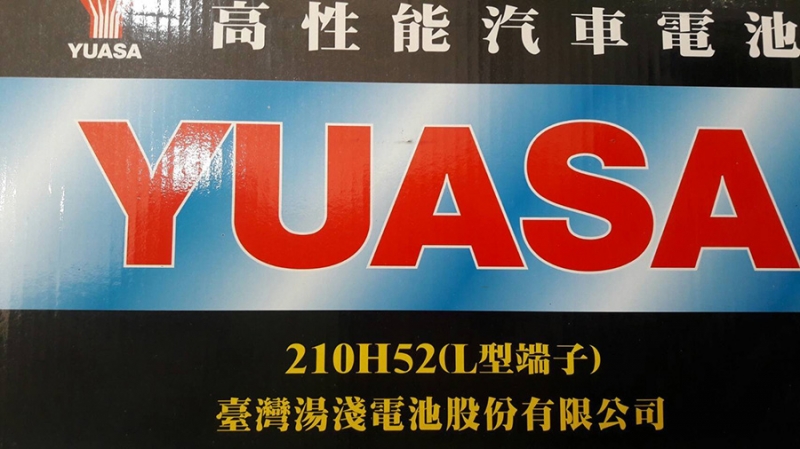 YUASA 高性能汽車電池
YUASA
210H52(L型端子)
臺灣湯淺電池股份有限公司